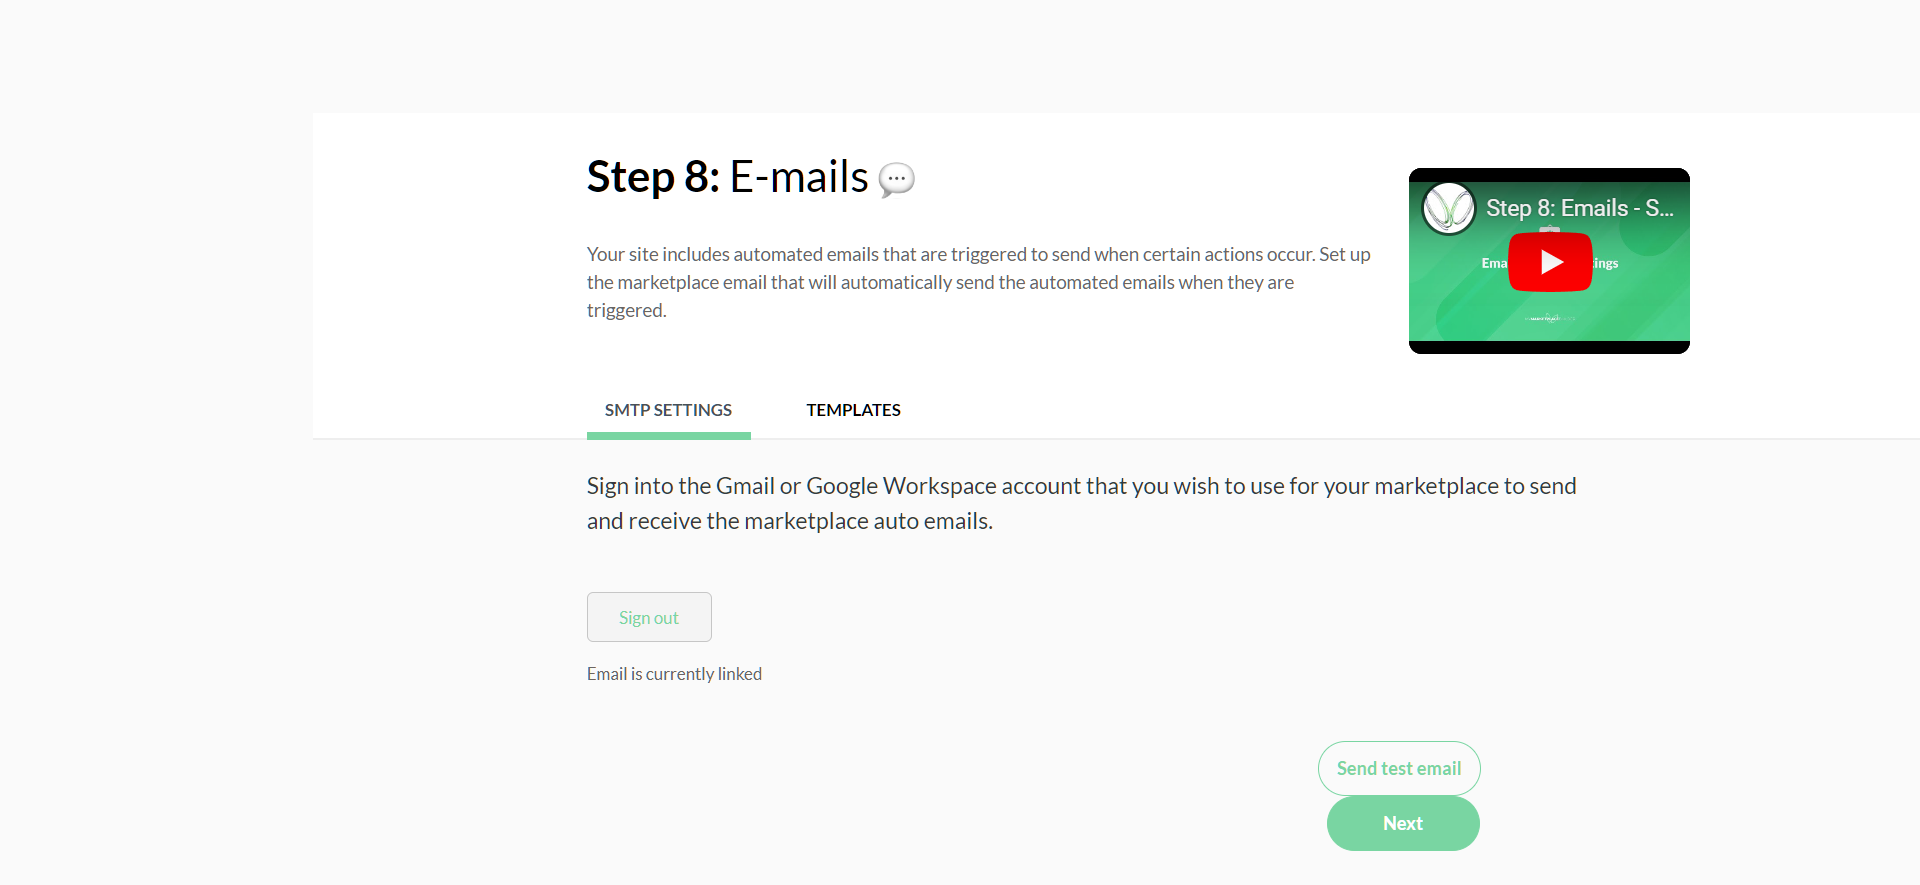 Step 8: E-mails 💬
Step 8: Emails - S...
Your site includes automated emails that are triggered to send when certain actions occur. Set up
the marketplace email that will automatically send the automated emails when they are
triggered.
SMTP SETTINGS
TEMPLATES
Sign into the Gmail or Google Workspace account that you wish to use for your marketplace to send
and receive the marketplace auto emails.
Sign out
Email is currently linked
Send test email
Next